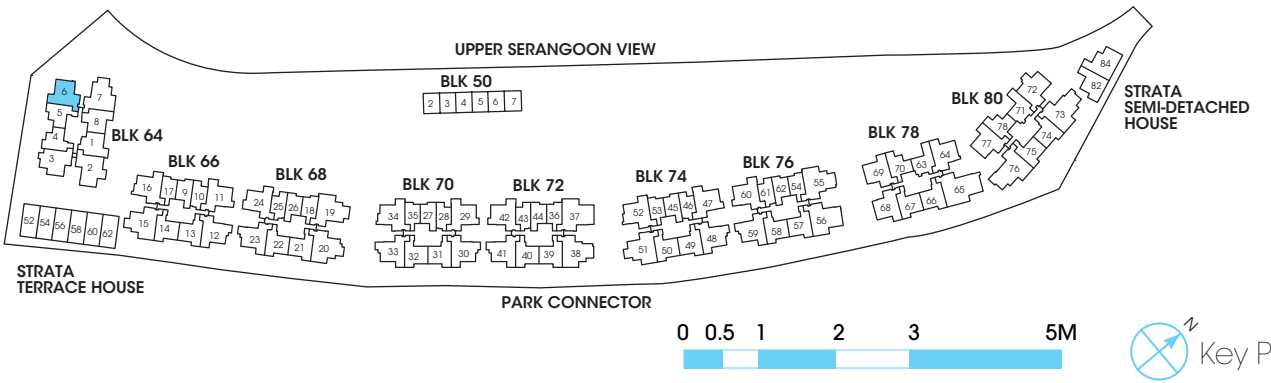 UPPER SERANGOON VIEW
BLK 50
2 3 4 5 6 7
84
82
STRATA
SEMI-DETACHED
HOUSE
BLK 80
72
71
73
78
74
77
75
76
6
7
5
8
4
1
3
2
BLK 64
BLK 66
16 17 9 10 11
15 14 13 12
BLK 68
24 25 26 18 19
23 22 21 20
BLK 70
34 35 27 28 29
33 32 31 30
BLK 72
42 43 44 36 37
41 40 39 38
BLK 74
52 53 45 46 47
51 50 49 48
BLK 76
60 61 62 54 55
59 58 57 56
BLK 78
69 70 63 64
68 67 66 65
52 54 56 58 60 62
STRATA
TERRACE HOUSE
PARK CONNECTOR
0 0.5 1 2 3 5M
N
Key P